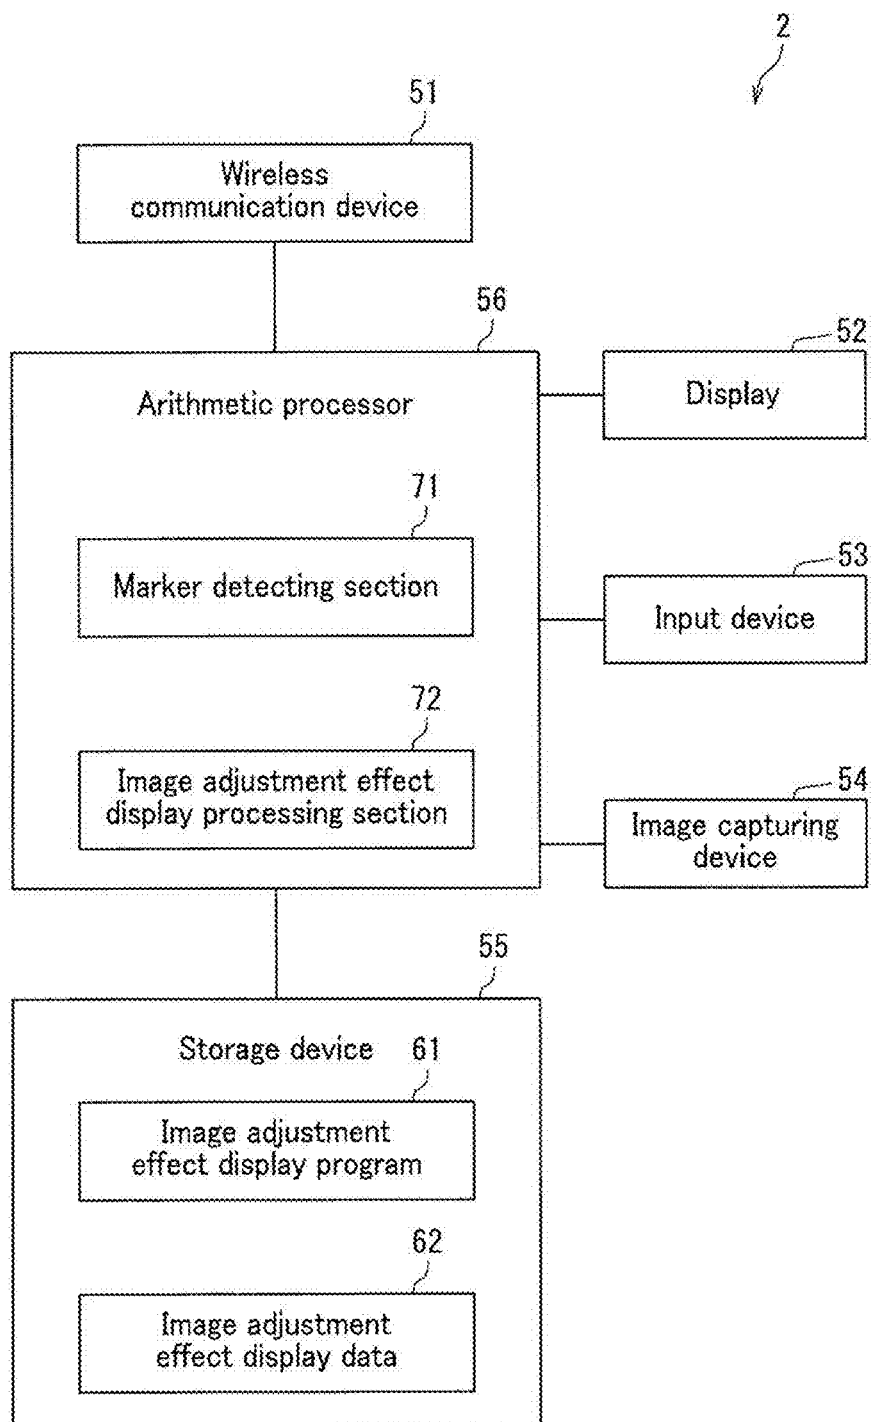 2
51
Wireless
communication device
56
Arithmetic processor
52
Display
71
Marker detecting section
53
Input device
72
Image adjustment effect
display processing section
54
Image capturing
device
55
Storage device
61
Image adjustment
effect display program
62
Image adjustment
effect display data